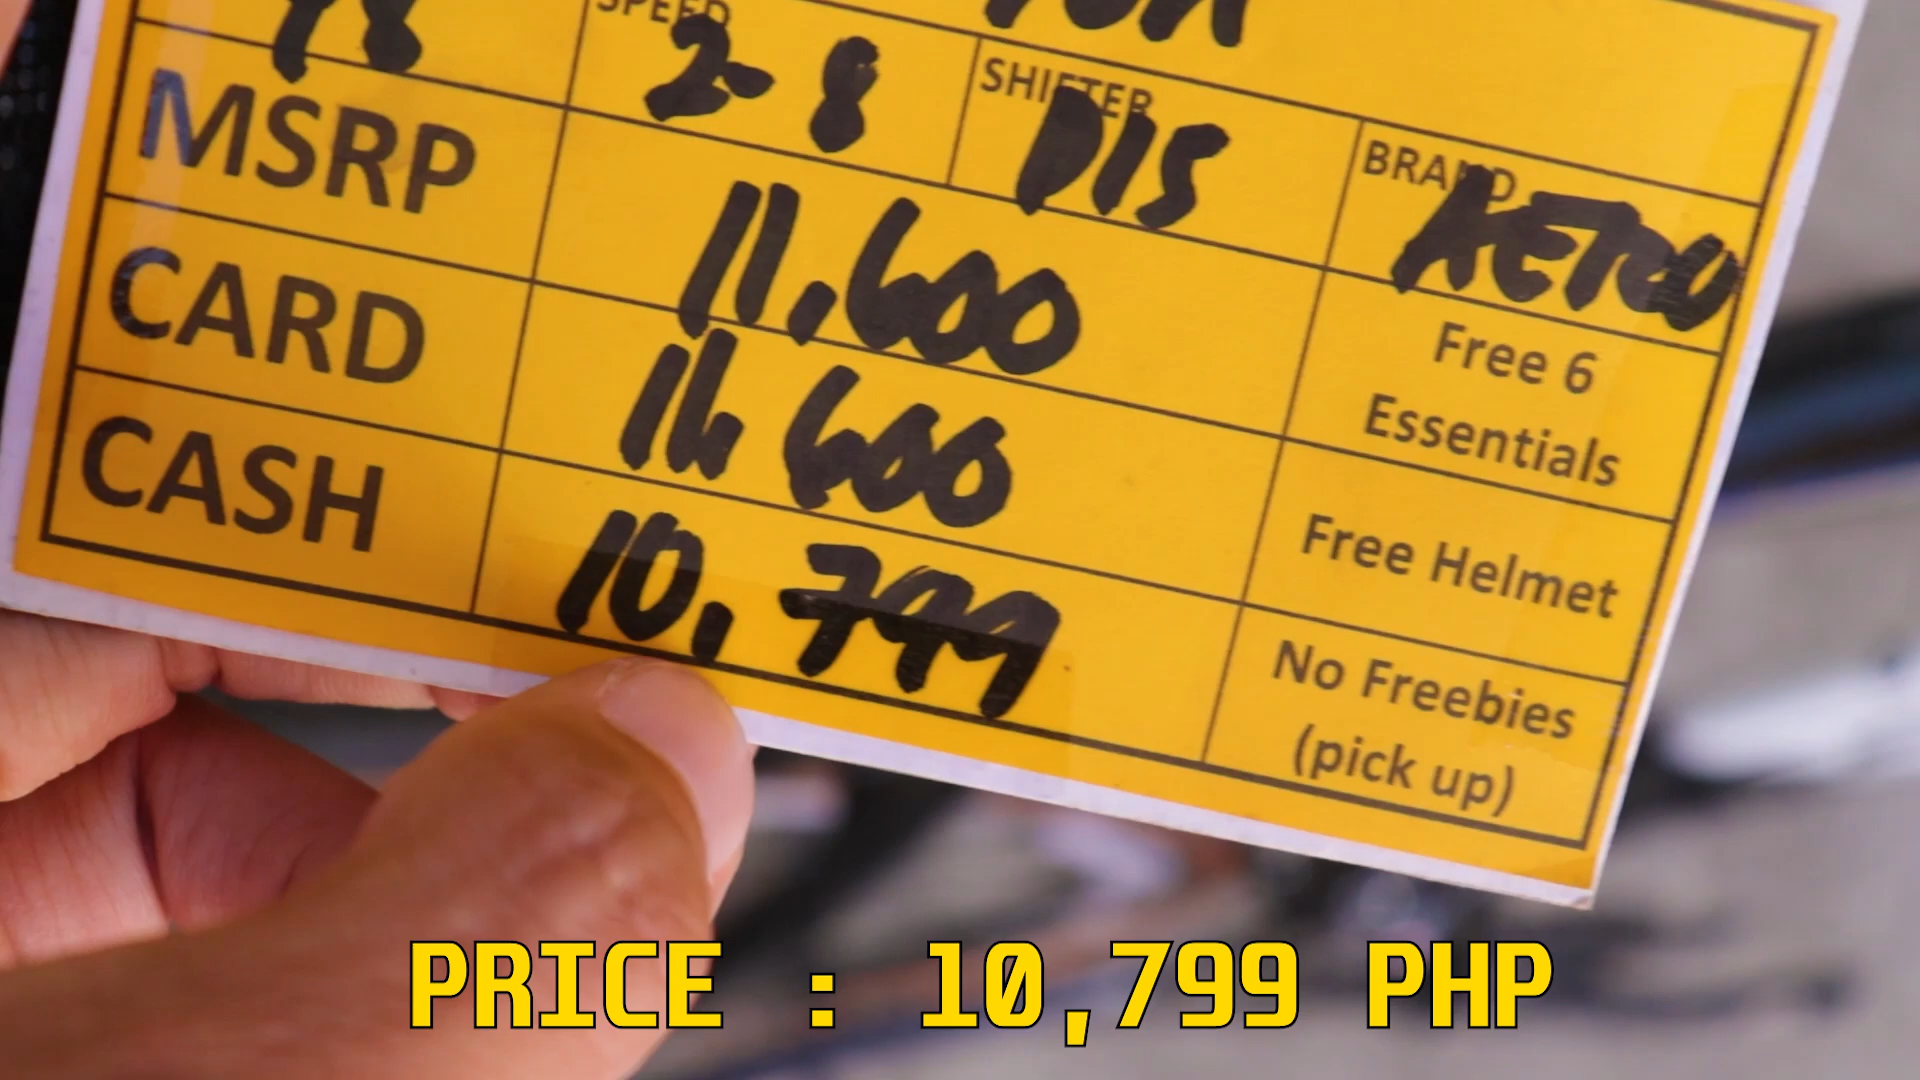 SPEED
2-8
SHIFTER
DIS
BRAND
AERO
MSRP
11,600
Free 6
Essentials
CARD
11,600
Free Helmet
CASH
10,799
No Freebies
(pick up)
PRICE : 10,799 PHP